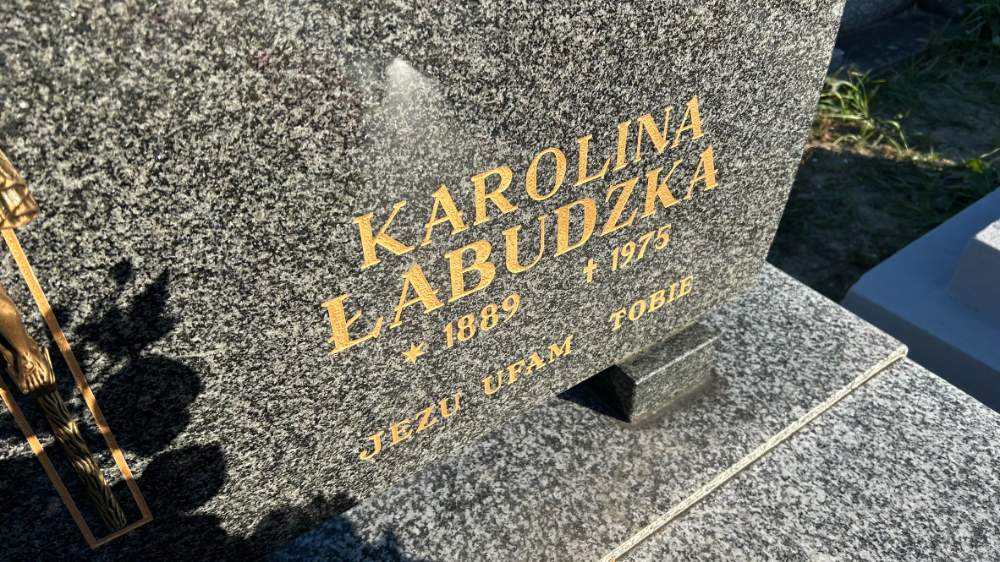 KAROLINA
ŁABUDZKA
* 1889 † 1975
JEZU UFAM TOBIE